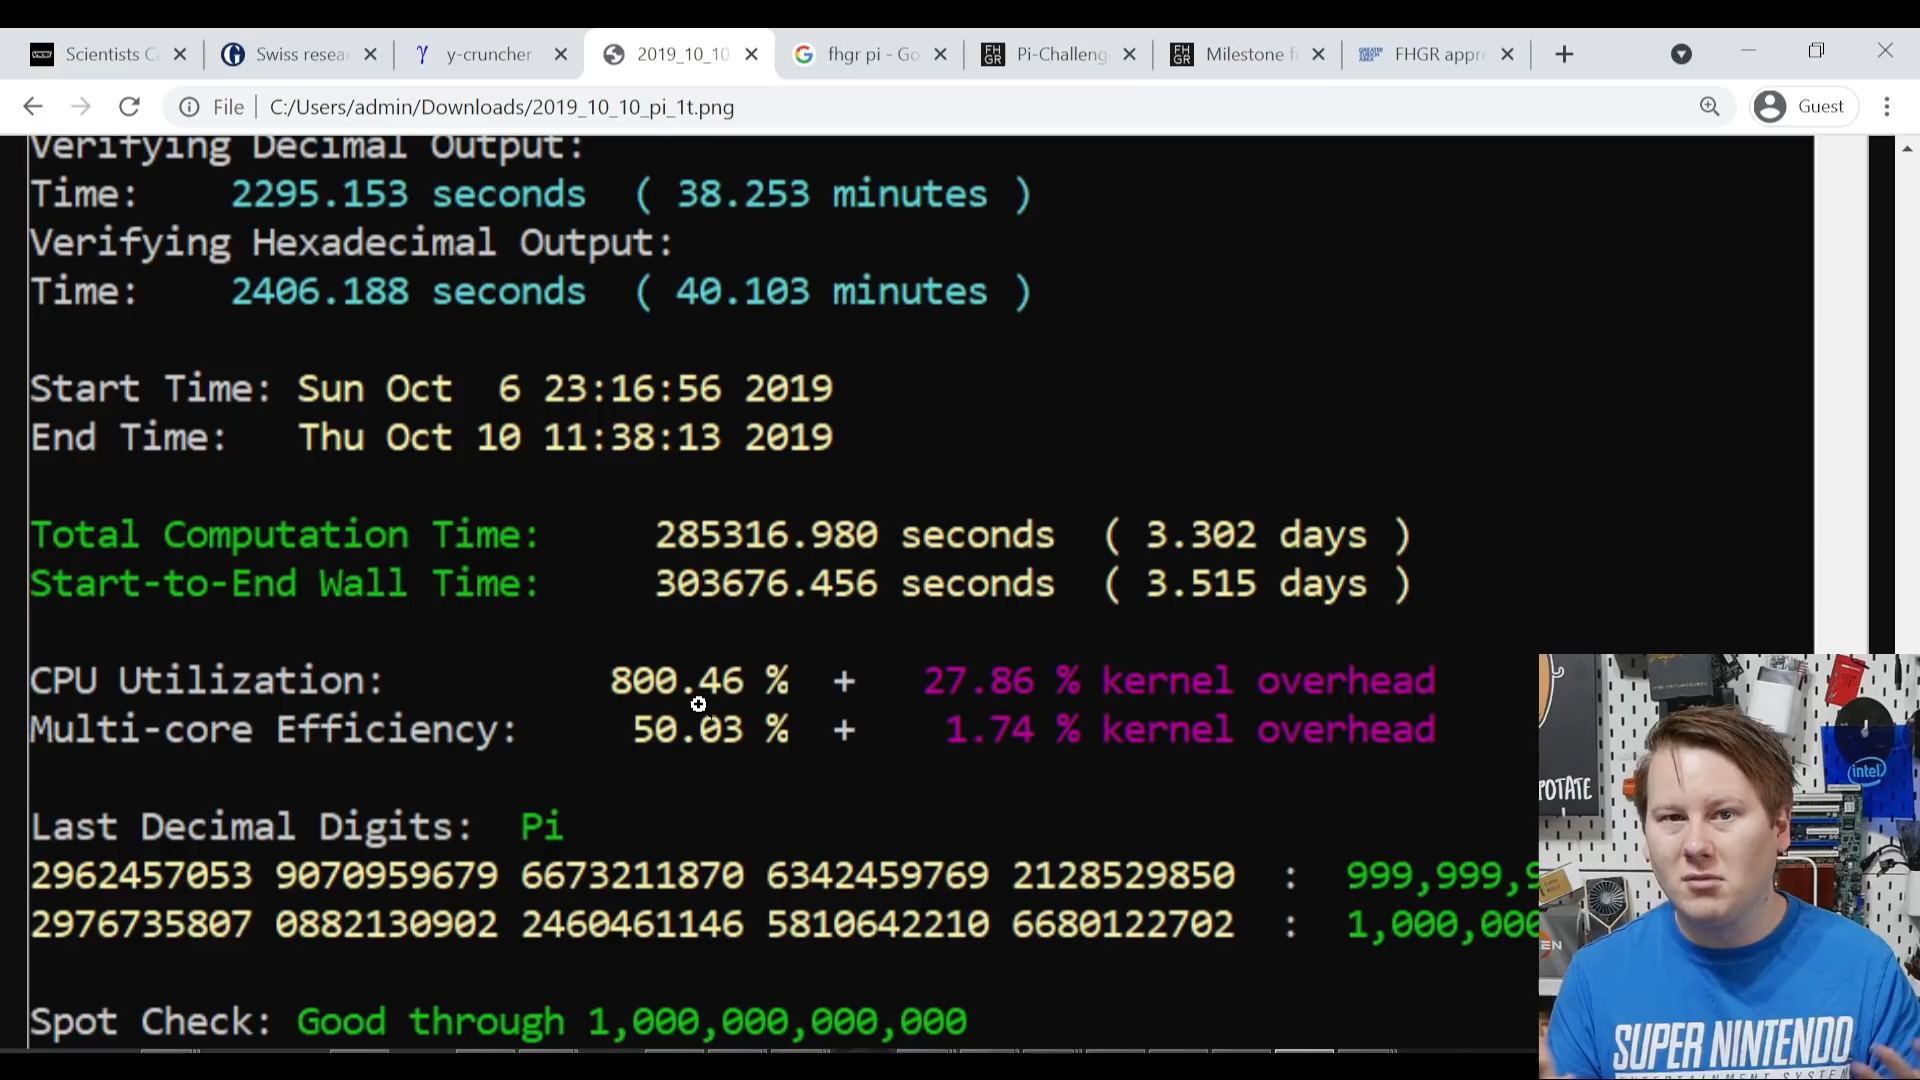 Scientists C
Swiss resear
y-cruncher
2019_10_10
fhgr pi - Go
Pi-Challeng
Milestone f
FHGR appr
File
C:/Users/admin/Downloads/2019_10_10_pi_1t.png
Guest
Verifying Decimal Output:
Time: 2295.153 seconds ( 38.253 minutes )
Verifying Hexadecimal Output:
Time: 2406.188 seconds ( 40.103 minutes )
Start Time: Sun Oct 6 23:16:56 2019
End Time: Thu Oct 10 11:38:13 2019
Total Computation Time: 285316.980 seconds ( 3.302 days )
Start-to-End Wall Time: 303676.456 seconds ( 3.515 days )
CPU Utilization: 800.46 % + 27.86 % kernel overhead
Multi-core Efficiency: 50.03 % + 1.74 % kernel overhead
Last Decimal Digits: Pi
2962457053 9070959679 6673211870 6342459769 2128529850 : 999,999,9
2976735807 0882130902 2460461146 5810642210 6680122702 : 1,000,000
Spot Check: Good through 1,000,000,000,000
POTATE
intel
EN
SUPER NINTENDO
ENTERTAINMENT SYSTEM